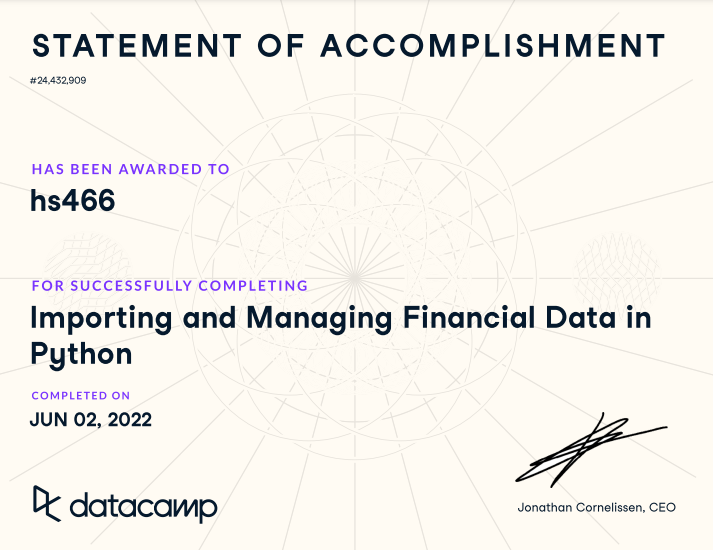 STATEMENT OF ACCOMPLISHMENT
#24,432,909
HAS BEEN AWARDED TO
hs466
FOR SUCCESSFULLY COMPLETING
Importing and Managing Financial Data in
Python
COMPLETED ON
JUN 02, 2022
datacamp
Jonathan Cornelissen, CEO